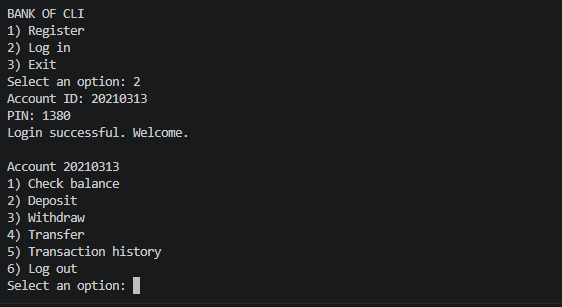 BANK OF CLI
1) Register
2) Log in
3) Exit
Select an option: 2
Account ID: 20210313
PIN: 1380
Login successful. Welcome.

Account 20210313
1) Check balance
2) Deposit
3) Withdraw
4) Transfer
5) Transaction history
6) Log out
Select an option: